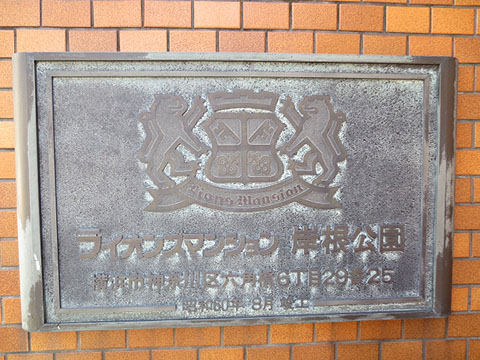 Lions Mansion
ライオンズマンション 岸根公園
横浜市神奈川区六角橋6丁目29番25
昭和60年 8月 竣工